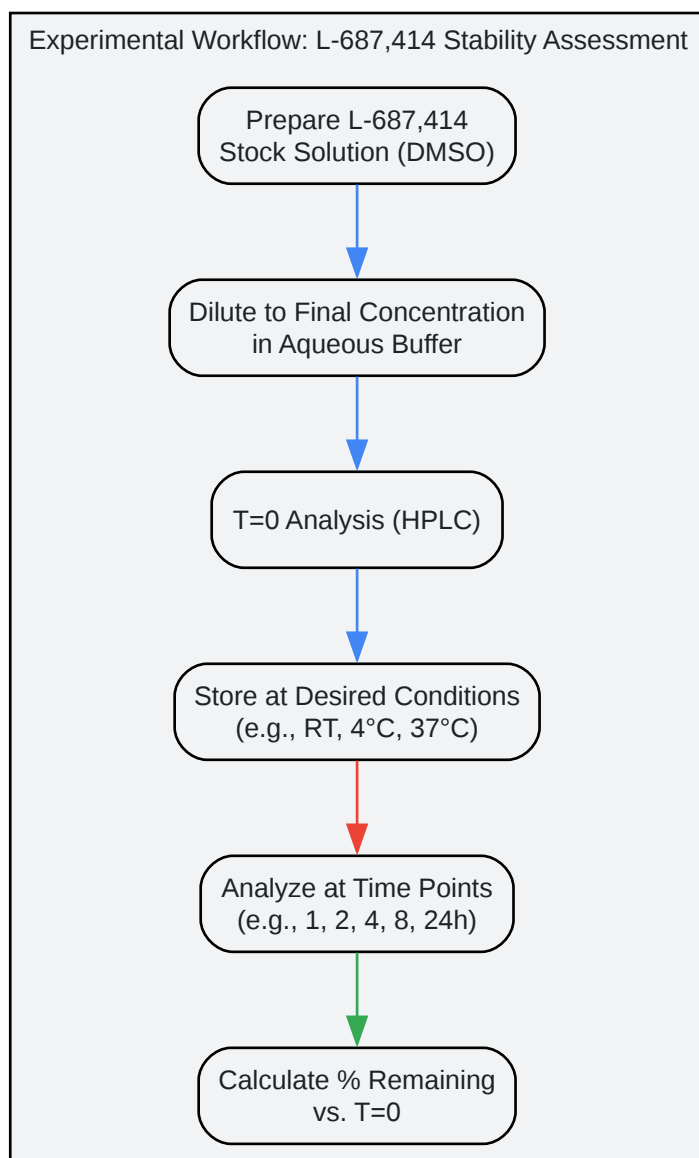 Experimental Workflow: L-687,414 Stability Assessment
Prepare L-687,414
Stock Solution (DMSO)
Dilute to Final Concentration
in Aqueous Buffer
T=0 Analysis (HPLC)
Store at Desired Conditions
(e.g., RT, 4°C, 37°C)
Analyze at Time Points
(e.g., 1, 2, 4, 8, 24h)
Calculate % Remaining
vs. T=0